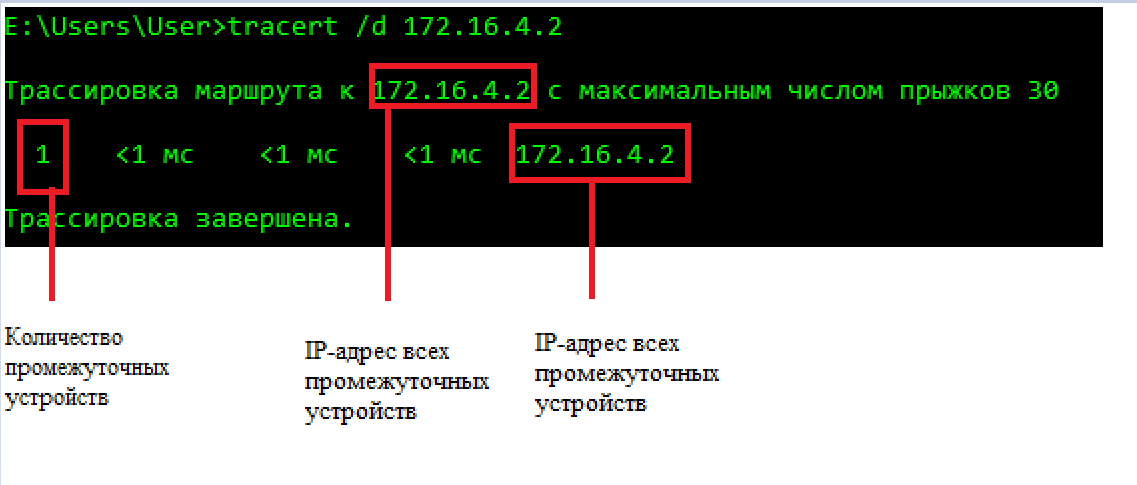 E:\Users\User>tracert /d 172.16.4.2
Трассировка маршрута к 172.16.4.2 с максимальным числом прыжков 30
1 <1 мс <1 мс <1 мс 172.16.4.2
Трассировка завершена.
Количество
промежуточных
устройств
IP-адрес всех
промежуточных
устройств
IP-адрес всех
промежуточных
устройств